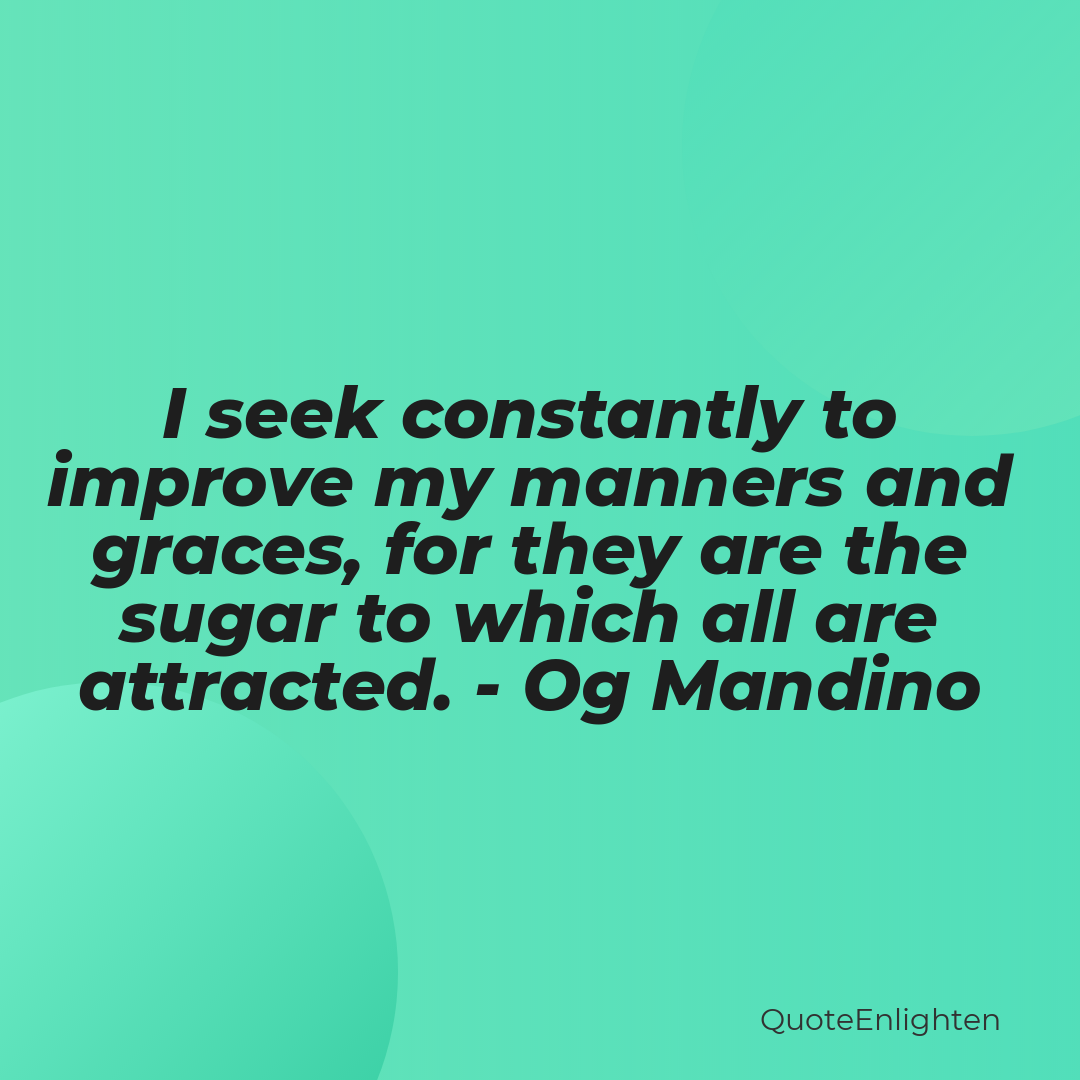 I seek constantly to
improve my manners and
graces, for they are the
sugar to which all are
attracted. - Og Mandino
QuoteEnlighten